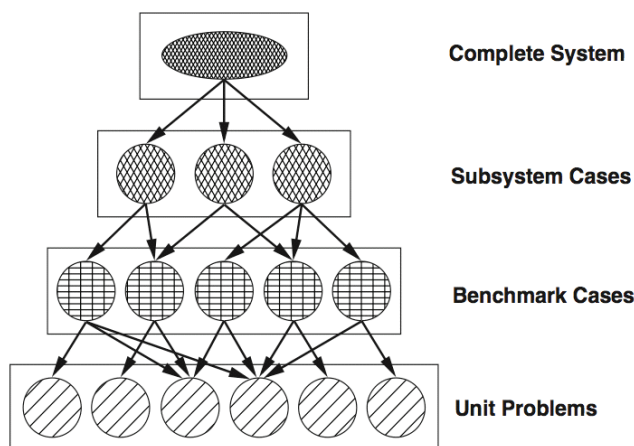 Complete System
Subsystem Cases
Benchmark Cases
Unit Problems